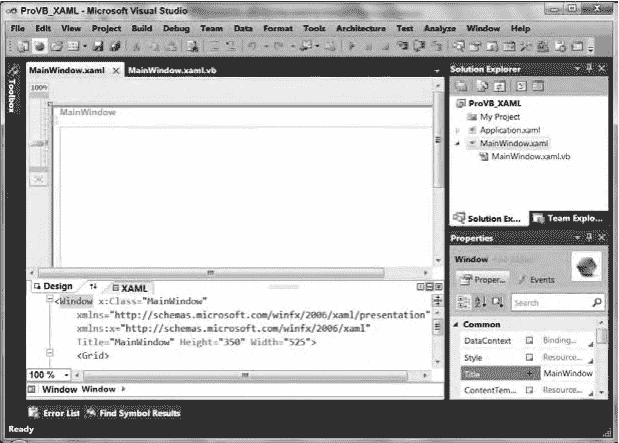 ProVB_XAML - Microsoft Visual Studio
File Edit View Project Build Debug Team Data Format Tools Architecture Test Analyze Window Help
Toolbox
MainWindow.xaml MainWindow.xaml.vb
100%
MainWindow
Design XAML
<Window x:Class="MainWindow"
xmlns="http://schemas.microsoft.com/winfx/2006/xaml/presentation"
xmlns:x="http://schemas.microsoft.com/winfx/2006/xaml"
Title="MainWindow" Height="350" Width="525">
<Grid>
100 %
Window Window
Solution Explorer
ProVB_XAML
My Project
Application.xaml
MainWindow.xaml
MainWindow.xaml.vb
Solution Ex... Team Explo...
Properties
Window
Proper... Events
Search
Common
DataContext Binding...
Style Resource...
Title MainWindow
ContentTem... Resource...
Error List Find Symbol Results
Ready